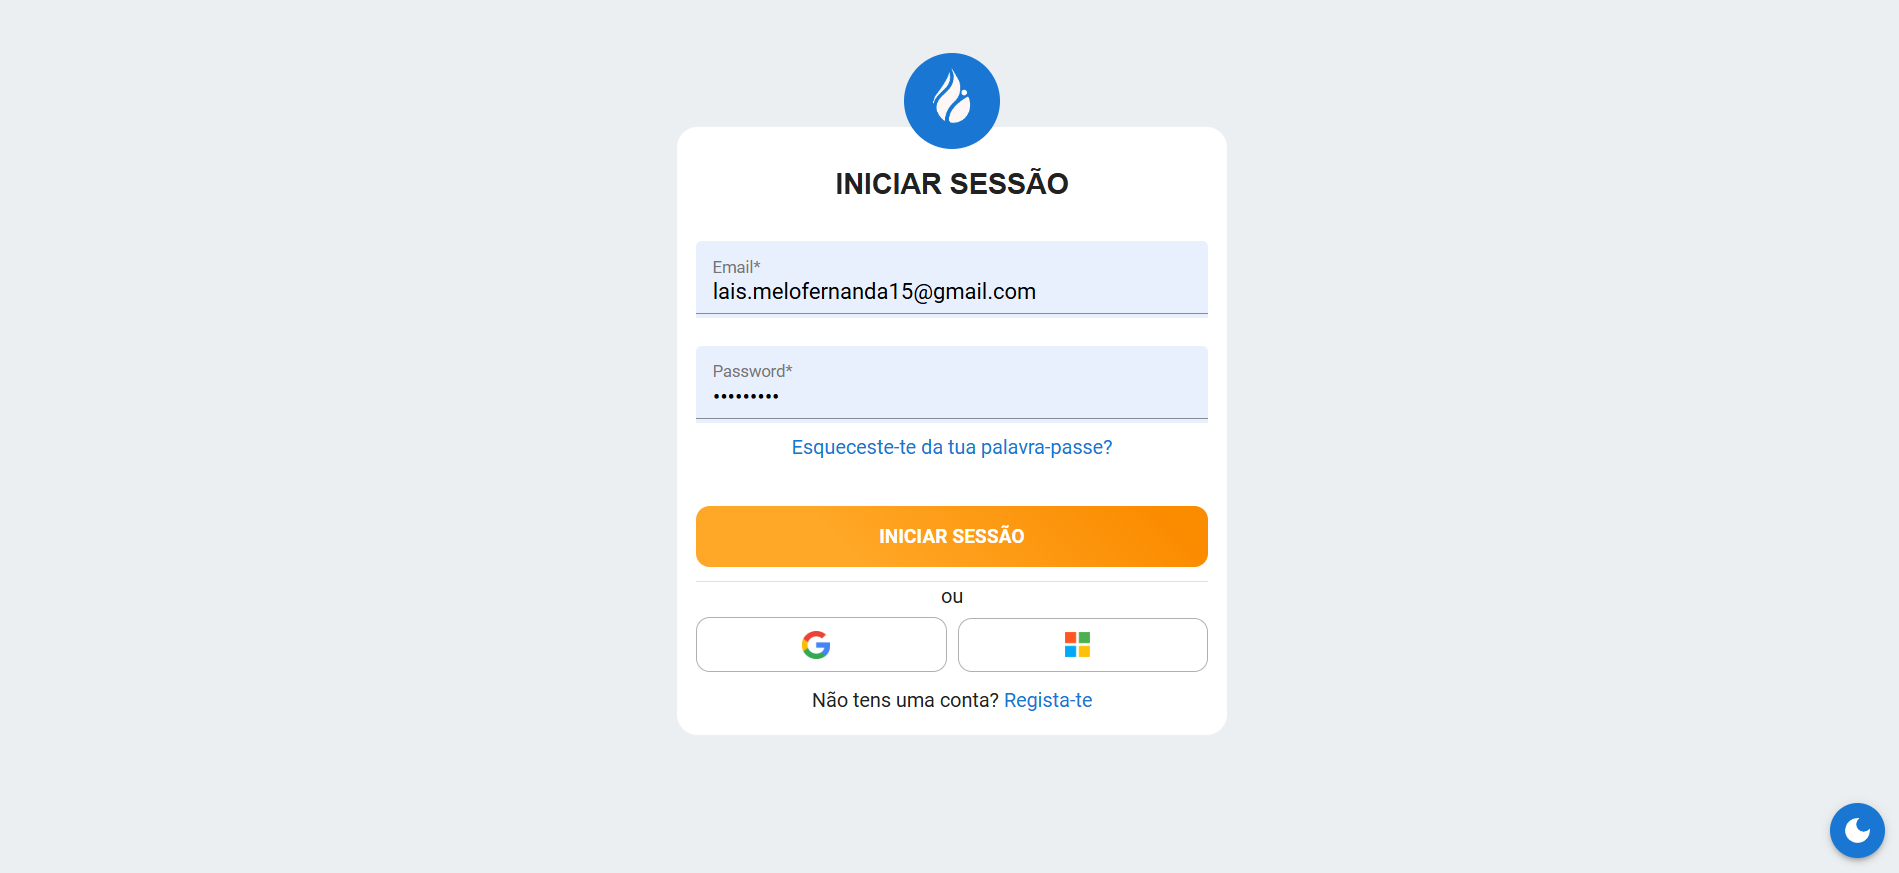 INICIAR SESSÃO
Email*
lais.melofernanda15@gmail.com
Password*
•••••••••
Esqueceste-te da tua palavra-passe?
INICIAR SESSÃO
ou
Não tens uma conta? Regista-te